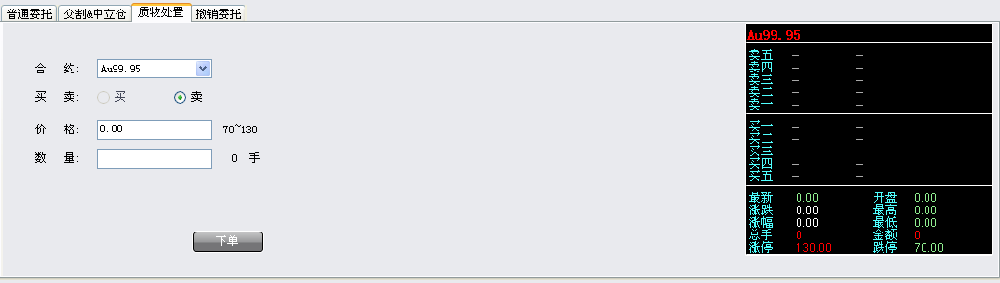 普通委托 交割&中立仓 质物处置 撤销委托
合 约: Au99.95
买 卖: 买 卖
价 格: 0.00 70~130
数 量: 0 手
下单
Au99.95
卖五 — —
卖四 — —
卖三 — —
卖二 — —
卖一 — —
买一 — —
买二 — —
买三 — —
买四 — —
买五 — —
最新 0.00 开盘 0.00
涨跌 0.00 最高 0.00
涨幅 0.00 最低 0.00
总手 0 金额 0
涨停 130.00 跌停 70.00